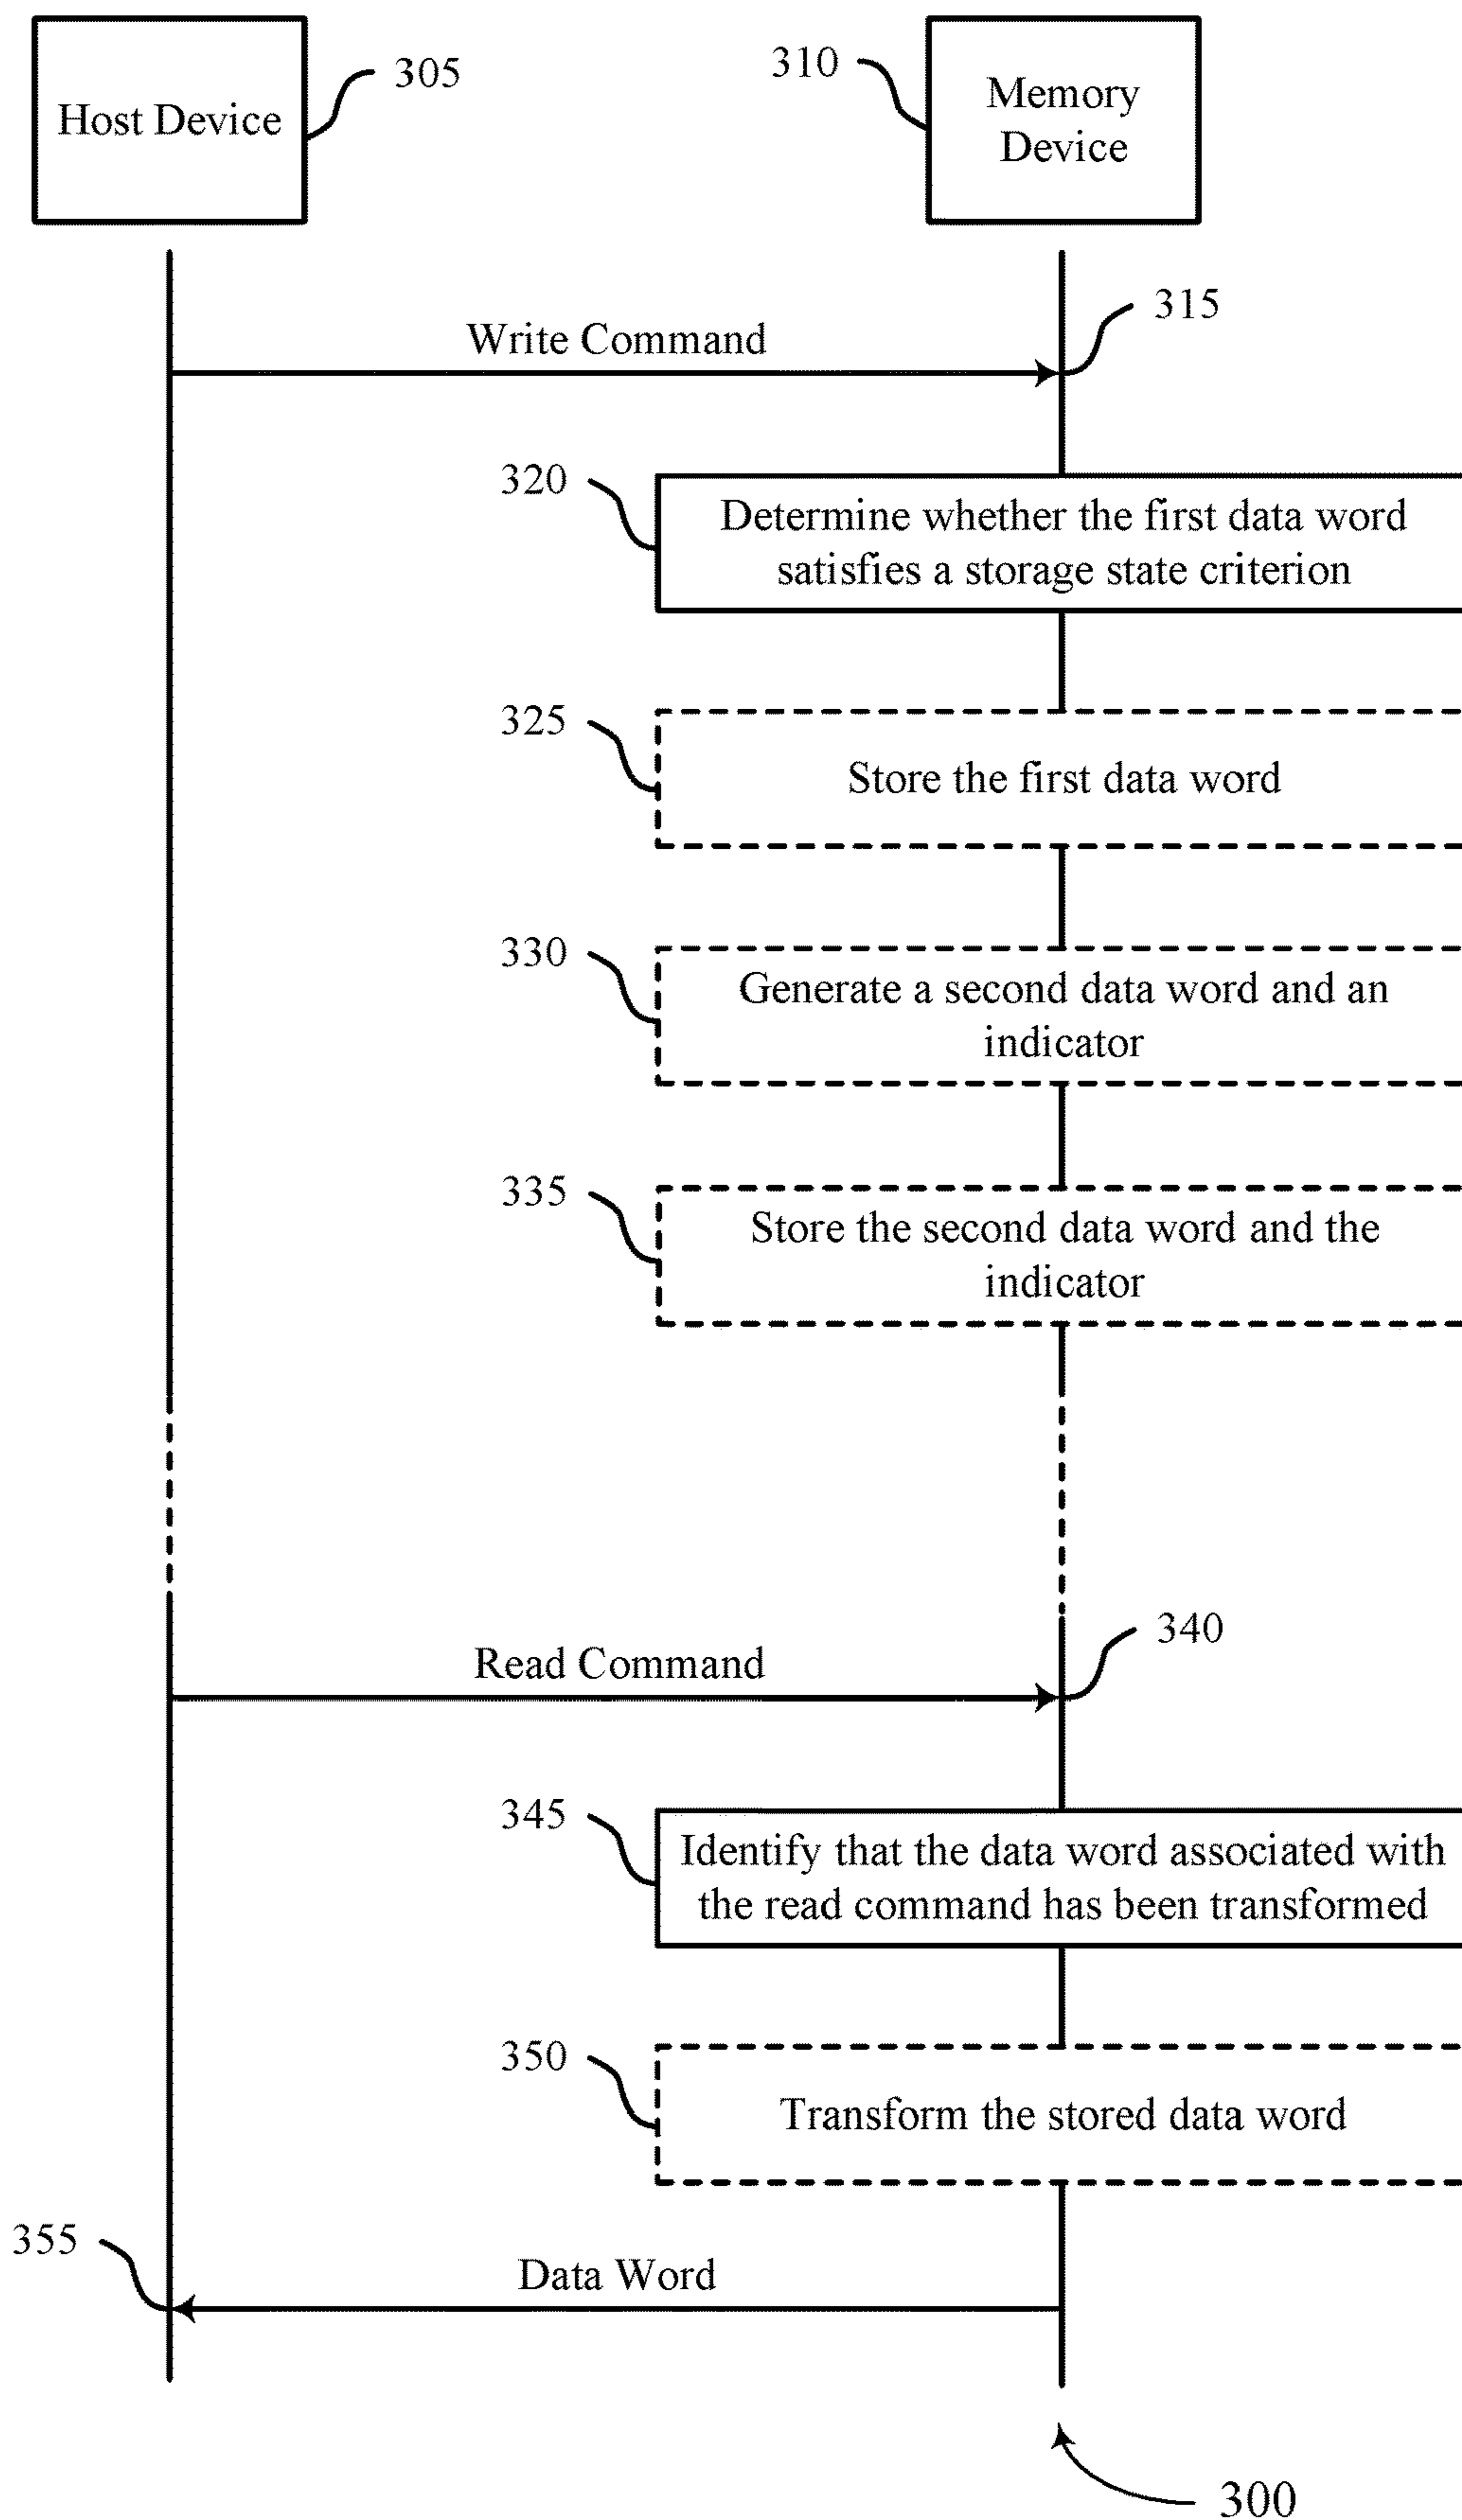 Host Device
305
310
Memory
Device
315
Write Command
320
Determine whether the first data word
satisfies a storage state criterion
325
Store the first data word
330
Generate a second data word and an
indicator
335
Store the second data word and the
indicator
340
Read Command
345
Identify that the data word associated with
the read command has been transformed
350
Transform the stored data word
355
Data Word
300